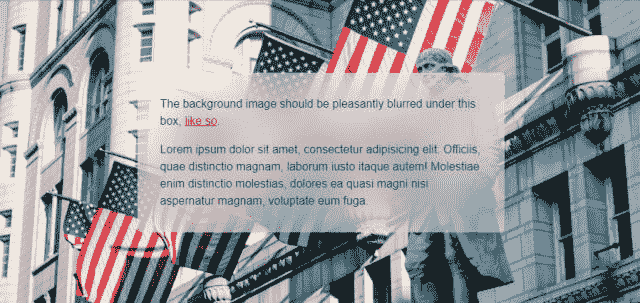 The background image should be pleasantly blurred under this
box, like so.
Lorem ipsum dolor sit amet, consectetur adipisicing elit. Officiis,
quae distinctio magnam, laborum iusto itaque autem! Molestiae
enim distinctio molestias, dolores ea quasi magni nisi
aspernatur magnam, voluptate eum fuga.